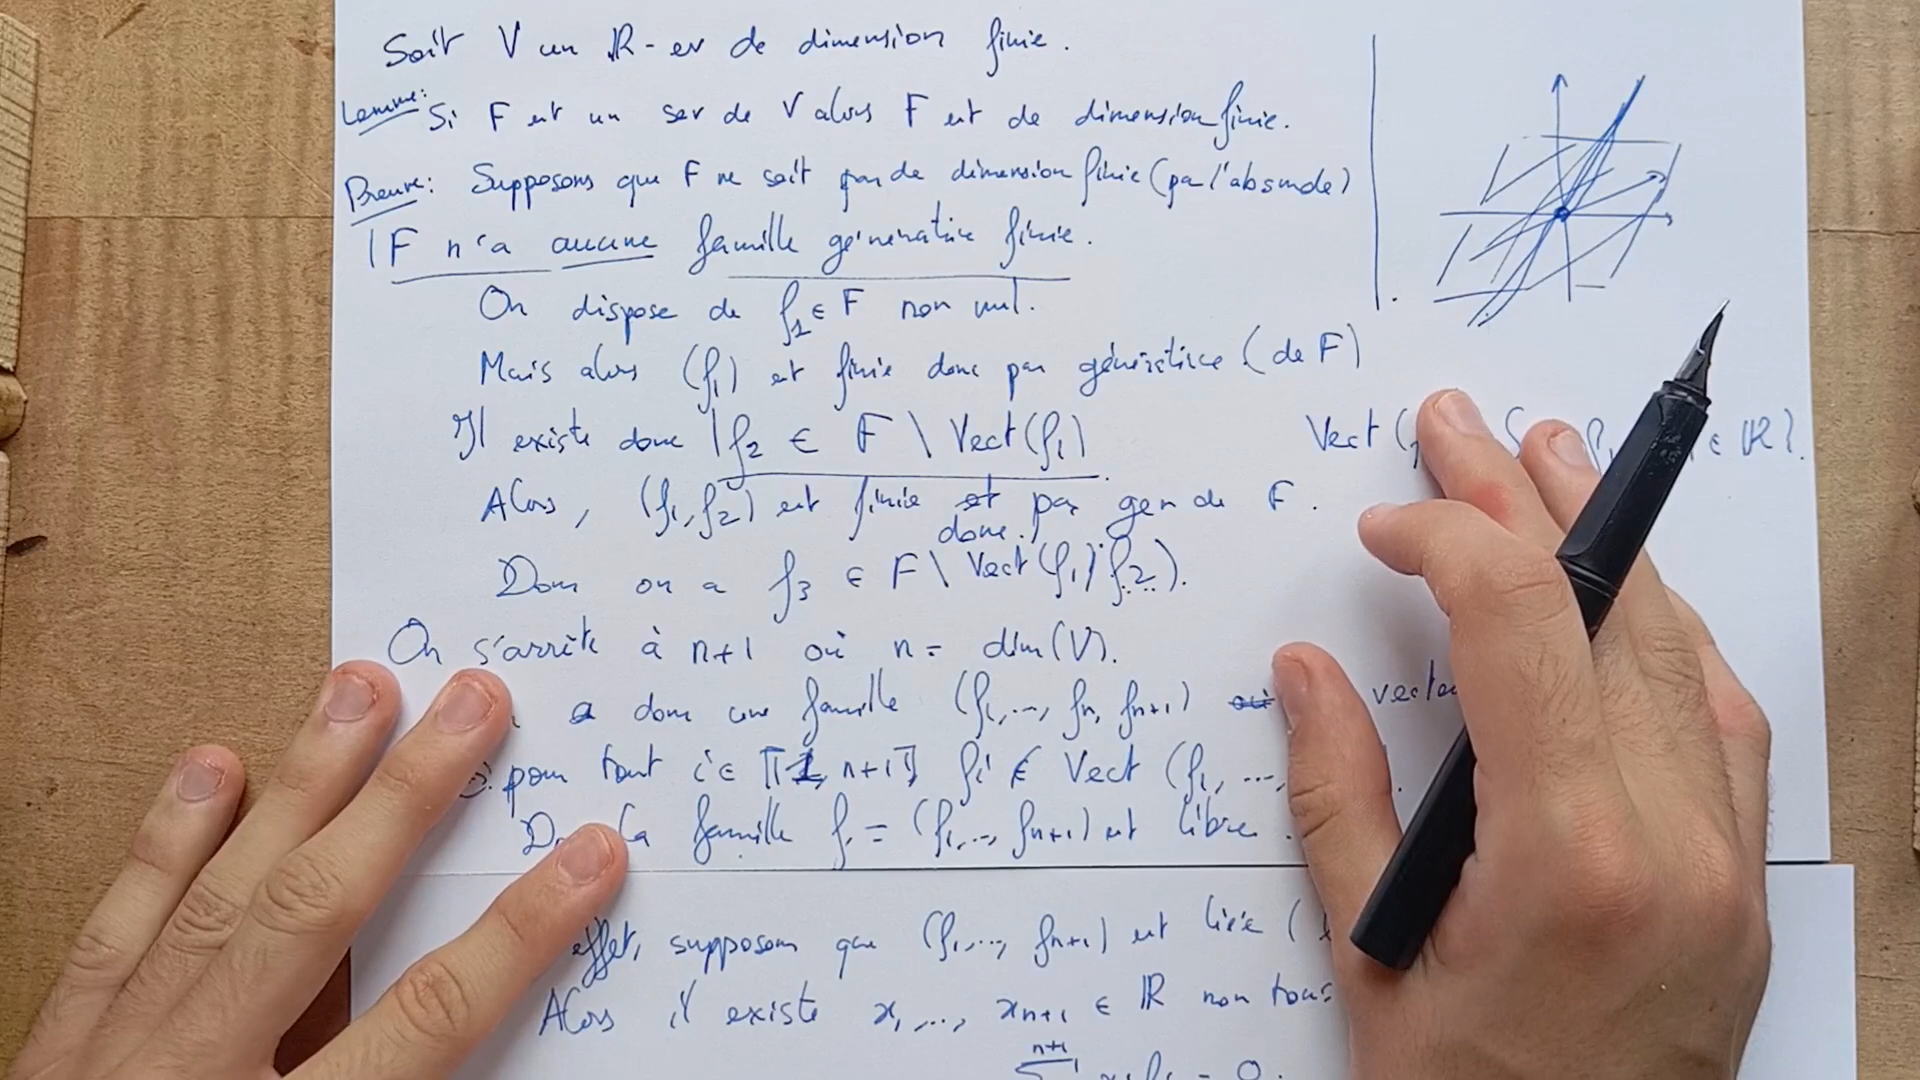 Soit V un ℝ-ev de dimension finie.
Lemme: Si F est un sev de V alors F est de dimension finie.
Preuve: Supposons que F ne soit pas de dimension finie (par l'absurde)
F n'a aucune famille génératrice finie.
On dispose de f₁ ∈ F non nul.
Mais alors (f₁) est finie donc pas génératrice (de F)
Il existe donc f₂ ∈ F \ Vect(f₁)
Vect ( ∈ ℝ}.
Alors, (f₁, f₂) est finie et pas gen de F.
donc
Donc on a f₃ ∈ F \ Vect(f₁, f₂).
On s'arrête à n+1 où n = dim(V).
a donc une famille (f₁, ..., fₙ, fₙ₊₁) où
pour tout i ∈ ⟦1, n+1⟧ fᵢ ∉ Vect (f₁, ...,
la famille f = (f₁, ..., fₙ₊₁) est libre.
effet, supposons que (f₁, ..., fₙ₊₁) est liée (
Alors il existe x₁, ..., xₙ₊₁ ∈ ℝ non tous
n+1
= 0.